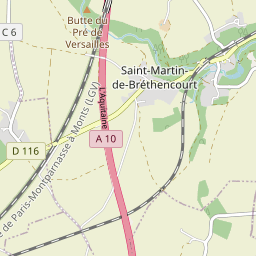 Butte du
Pré de
Versailles
C 6
Saint-Martin-
de-Bréthencourt
L'Aquitaine
A 10
D 116
e de Paris-Montparnasse à Monts (LGV)